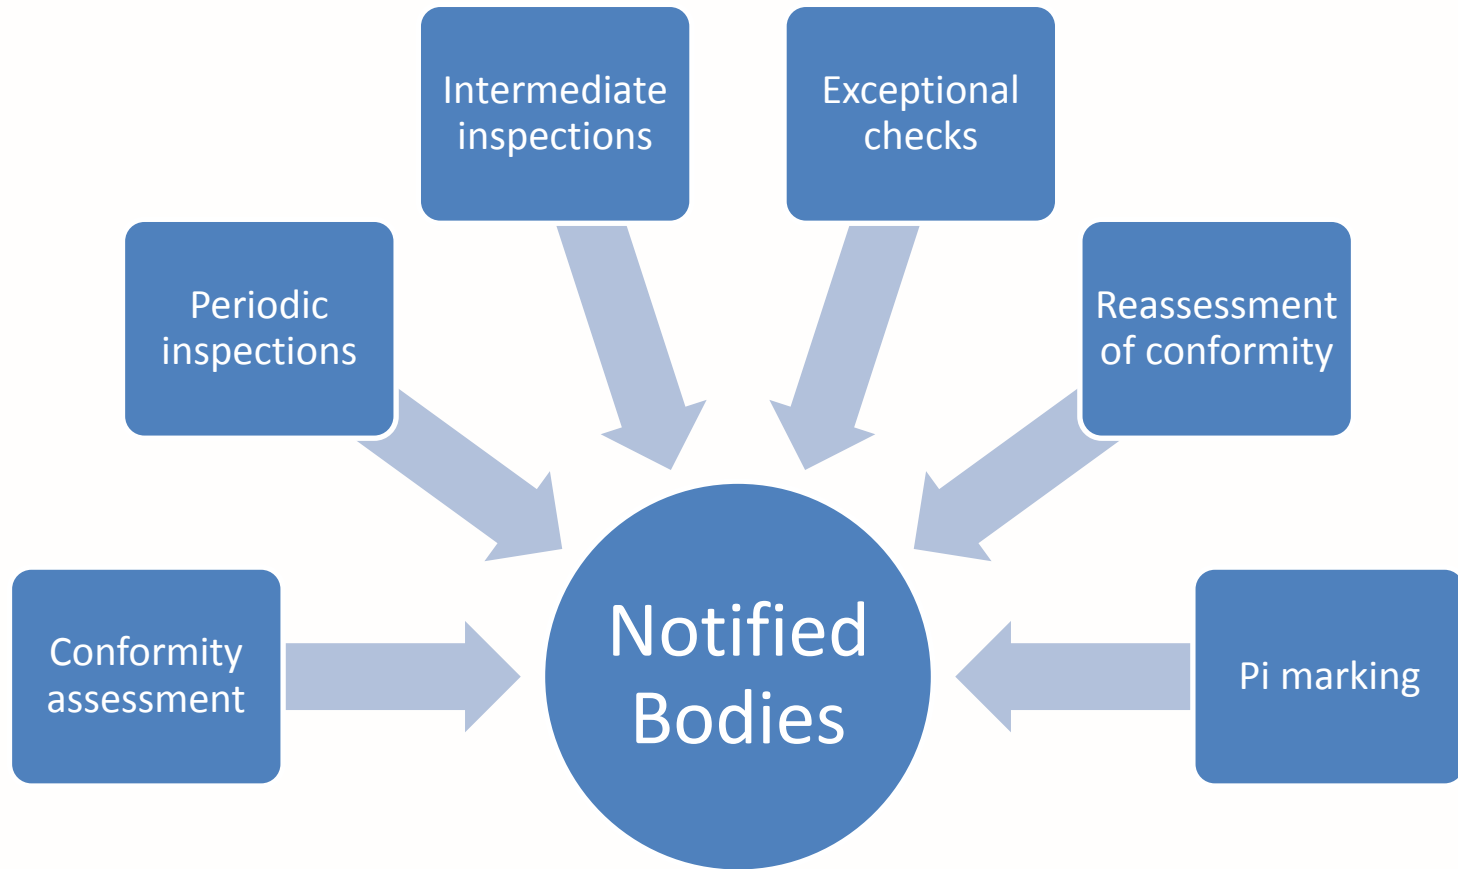 Intermediate
inspections
Exceptional
checks
Periodic
inspections
Reassessment
of conformity
Conformity
assessment
Notified
Bodies
Pi marking